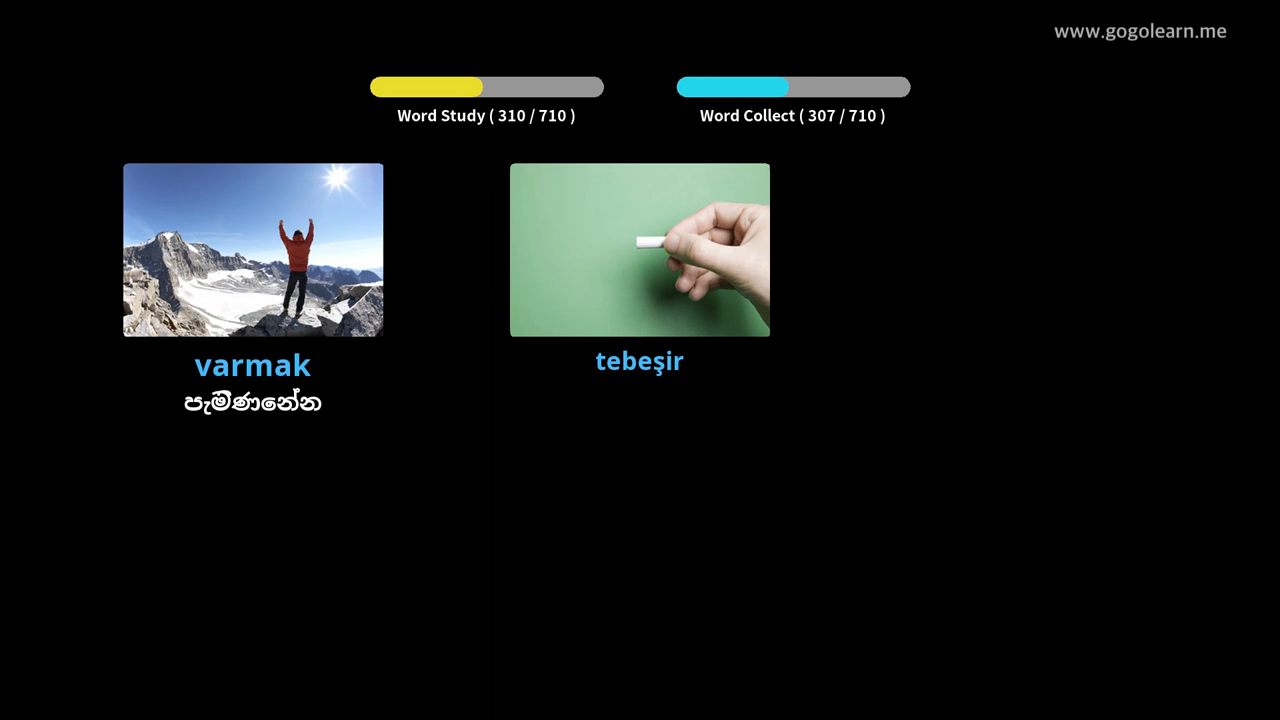 www.gogolearn.me
Word Study ( 310 / 710 )
Word Collect ( 307 / 710 )
varmak
පැමිණෙන්න
tebeşir